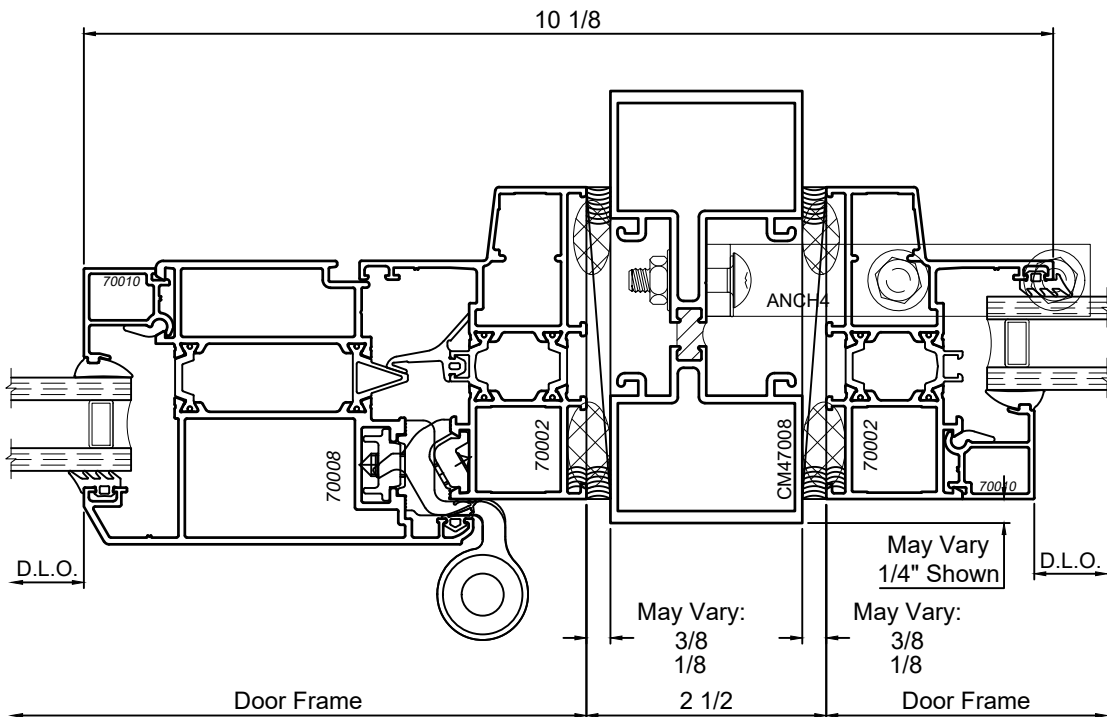 10 1/8
70010
ANCH4
70008
70002
CM47008
70002
70010
D.L.O.
May Vary
1/4" Shown
D.L.O.
May Vary:
3/8
1/8
May Vary:
3/8
1/8
Door Frame
2 1/2
Door Frame